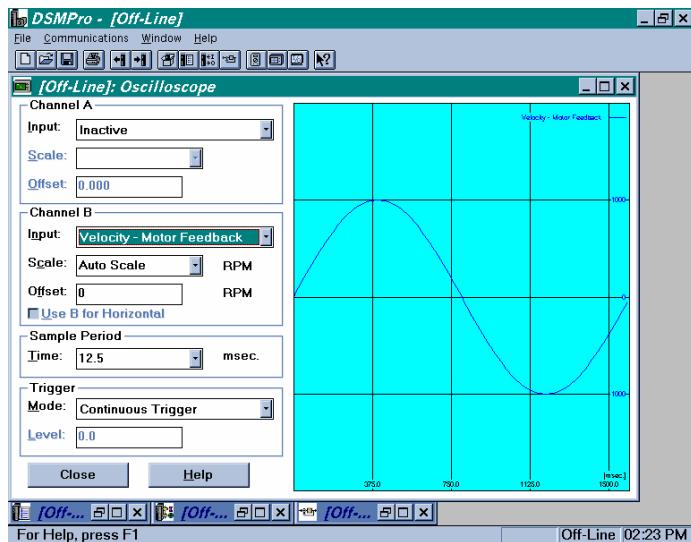 DSMPro - [Off-Line]
File Communications Window Help
[Off-Line]: Oscilloscope
Channel A
Input: Inactive
Scale:
Offset: 0.000
Channel B
Input: Velocity - Motor Feedback
Scale: Auto Scale RPM
Offset: 0 RPM
Use B for Horizontal
Sample Period
Time: 12.5 msec.
Trigger
Mode: Continuous Trigger
Level: 0.0
Close Help
Velocity - Motor Feedback
1000
0
1000
[msec]
375.0 750.0 1125.0 1500.0
[Off-... [Off-... [Off-...
For Help, press F1 Off-Line 02:23 PM